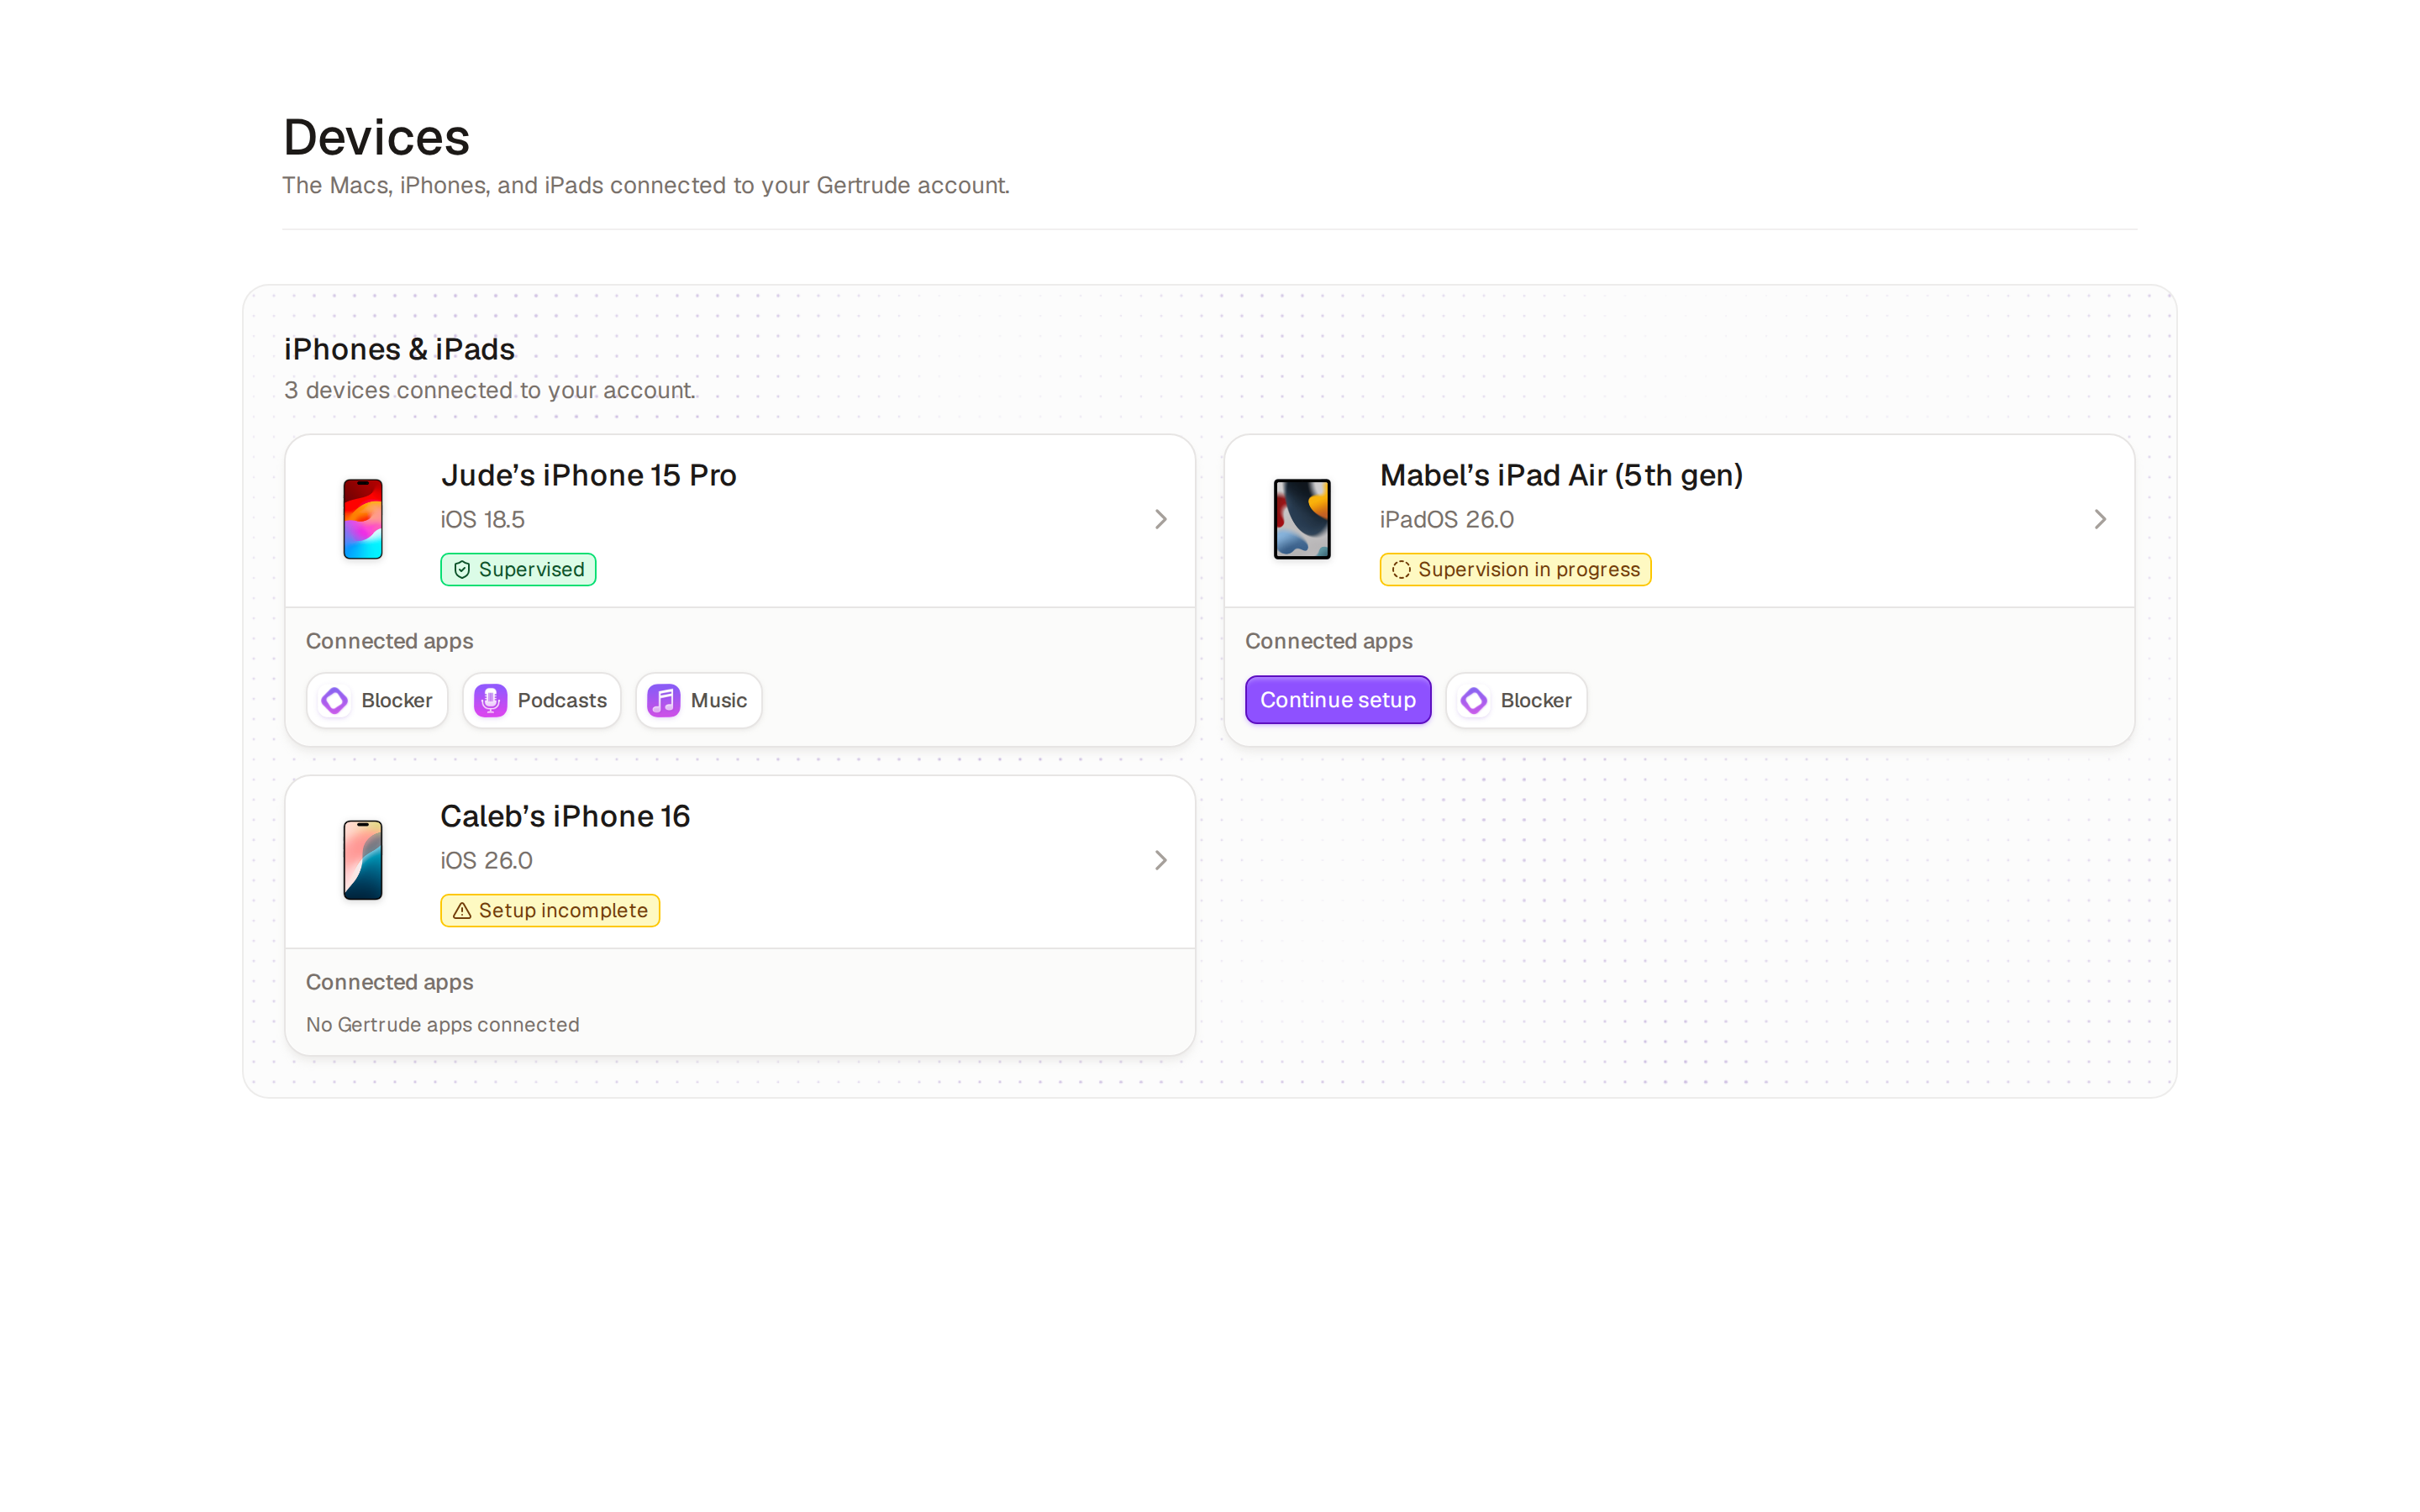 Devices
The Macs, iPhones, and iPads connected to your Gertrude account.
iPhones & iPads
3 devices connected to your account.
Jude’s iPhone 15 Pro
iOS 18.5
Supervised
Connected apps
Blocker Podcasts Music
Mabel’s iPad Air (5th gen)
iPadOS 26.0
Supervision in progress
Connected apps
Continue setup Blocker
Caleb’s iPhone 16
iOS 26.0
Setup incomplete
Connected apps
No Gertrude apps connected